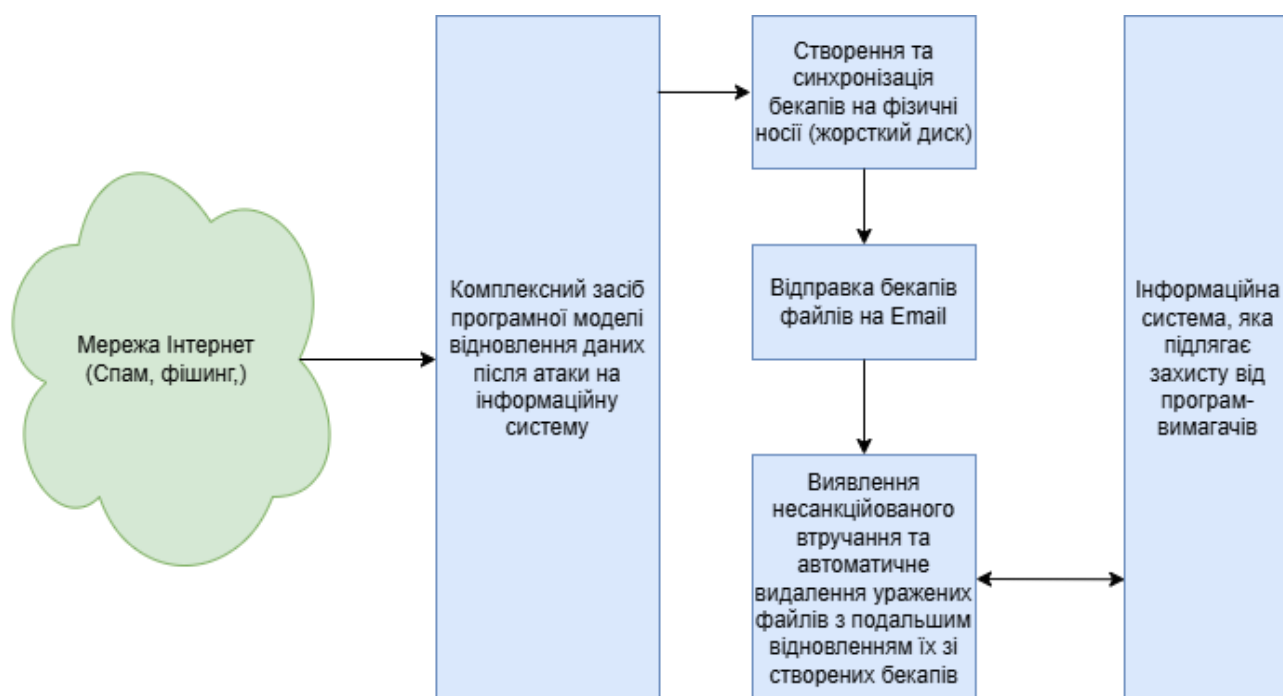 Мережа Інтернет
(Спам, фішинг,)
Комплексний засіб
програмної моделі
відновлення даних
після атаки на
інформаційну
систему
Створення та
синхронізація
бекапів на фізичні
носії (жорсткий диск)
Відправка бекапів
файлів на Email
Виявлення
несанкційованого
втручання та
автоматичне
видалення уражених
файлів з подальшим
відновленням їх зі
створених бекапів
Інформаційна
система, яка
підлягає
захисту від
програм-
вимагачів